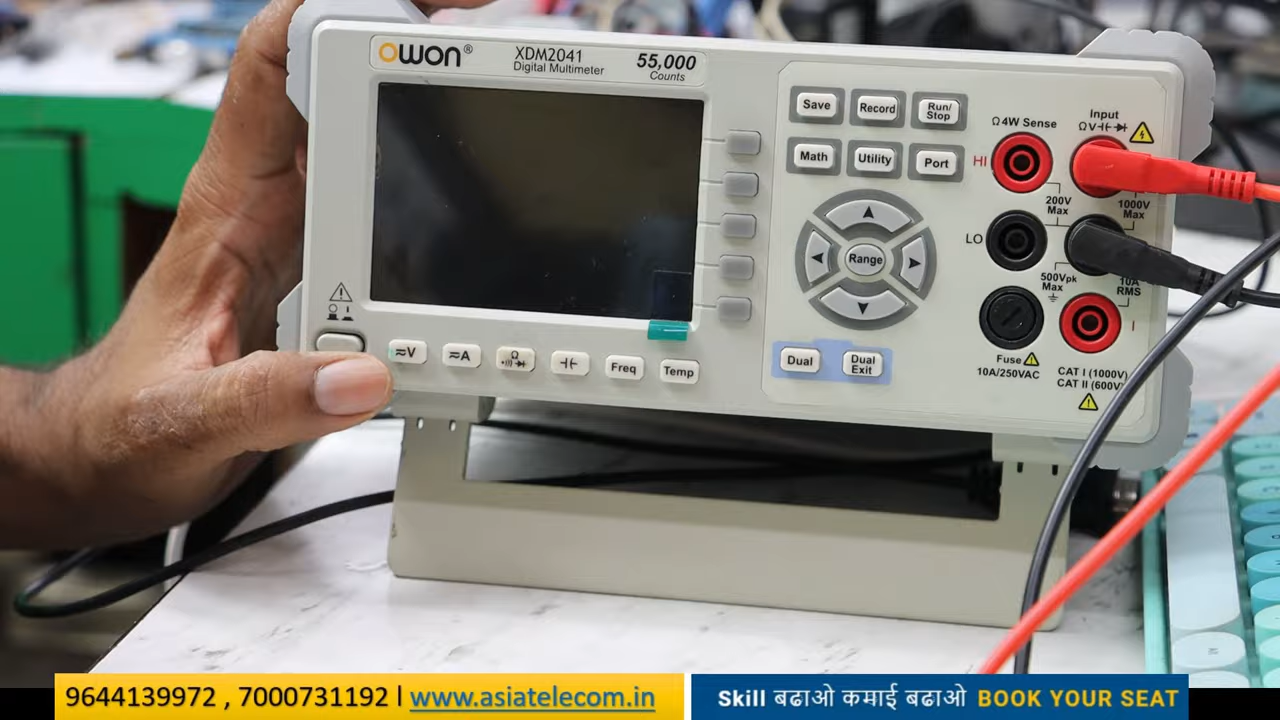 OWON® XDM2041 55,000
Digital Multimeter Counts
Save Record Run/
Stop
Math Utility Port
Ω4W Sense Input
ΩV
HI
200V
Max
1000V
Max
LO
500Vpk
Max
10A
RMS
I
Range
≂V ≂A Ω Freq Temp
Dual Dual
Exit
Fuse
10A/250VAC
CAT I (1000V)
CAT II (600V)
9644139972 , 7000731192 | www.asiatelecom.in
Skill बढाओ कमाई बढाओ BOOK YOUR SEAT